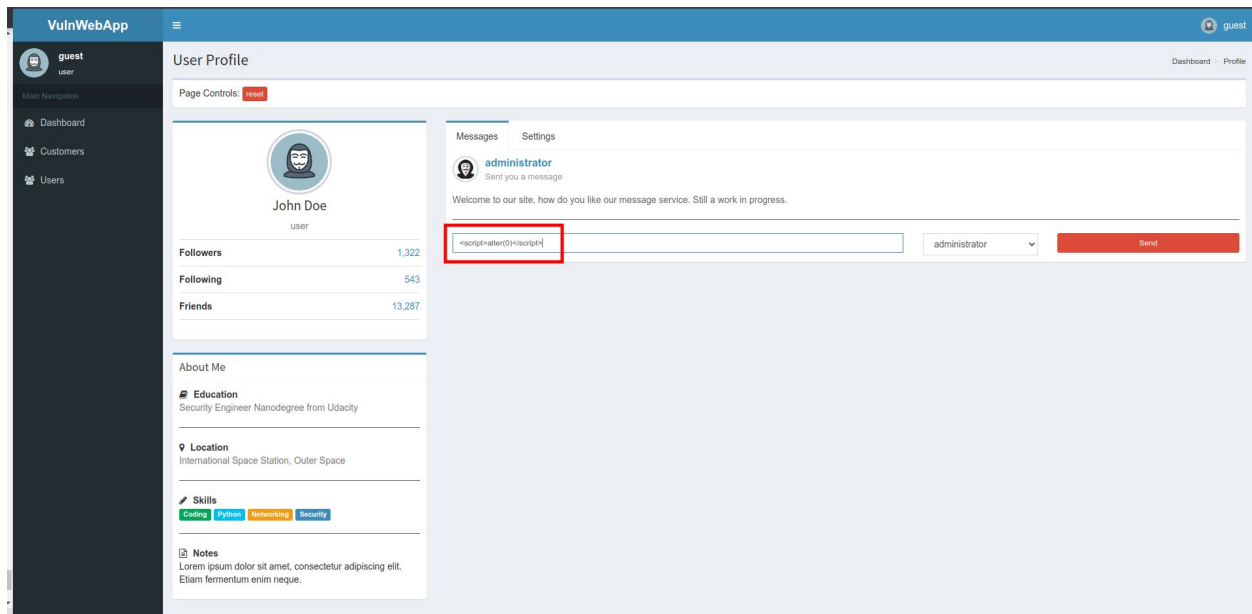 VulnWebApp
guest
guest
user
User Profile
Dashboard > Profile
Main Navigation
Page Controls: reset
Dashboard
Customers
Users
Messages Settings
administrator
Sent you a message
Welcome to our site, how do you like our message service. Still a work in progress.
<script>alter(0)</script>
administrator
Send
John Doe
user
Followers 1,322
Following 543
Friends 13,287
About Me
Education
Security Engineer Nanodegree from Udacity
Location
International Space Station, Outer Space
Skills
Coding Python Networking Security
Notes
Lorem ipsum dolor sit amet, consectetur adipiscing elit.
Etiam fermentum enim neque.